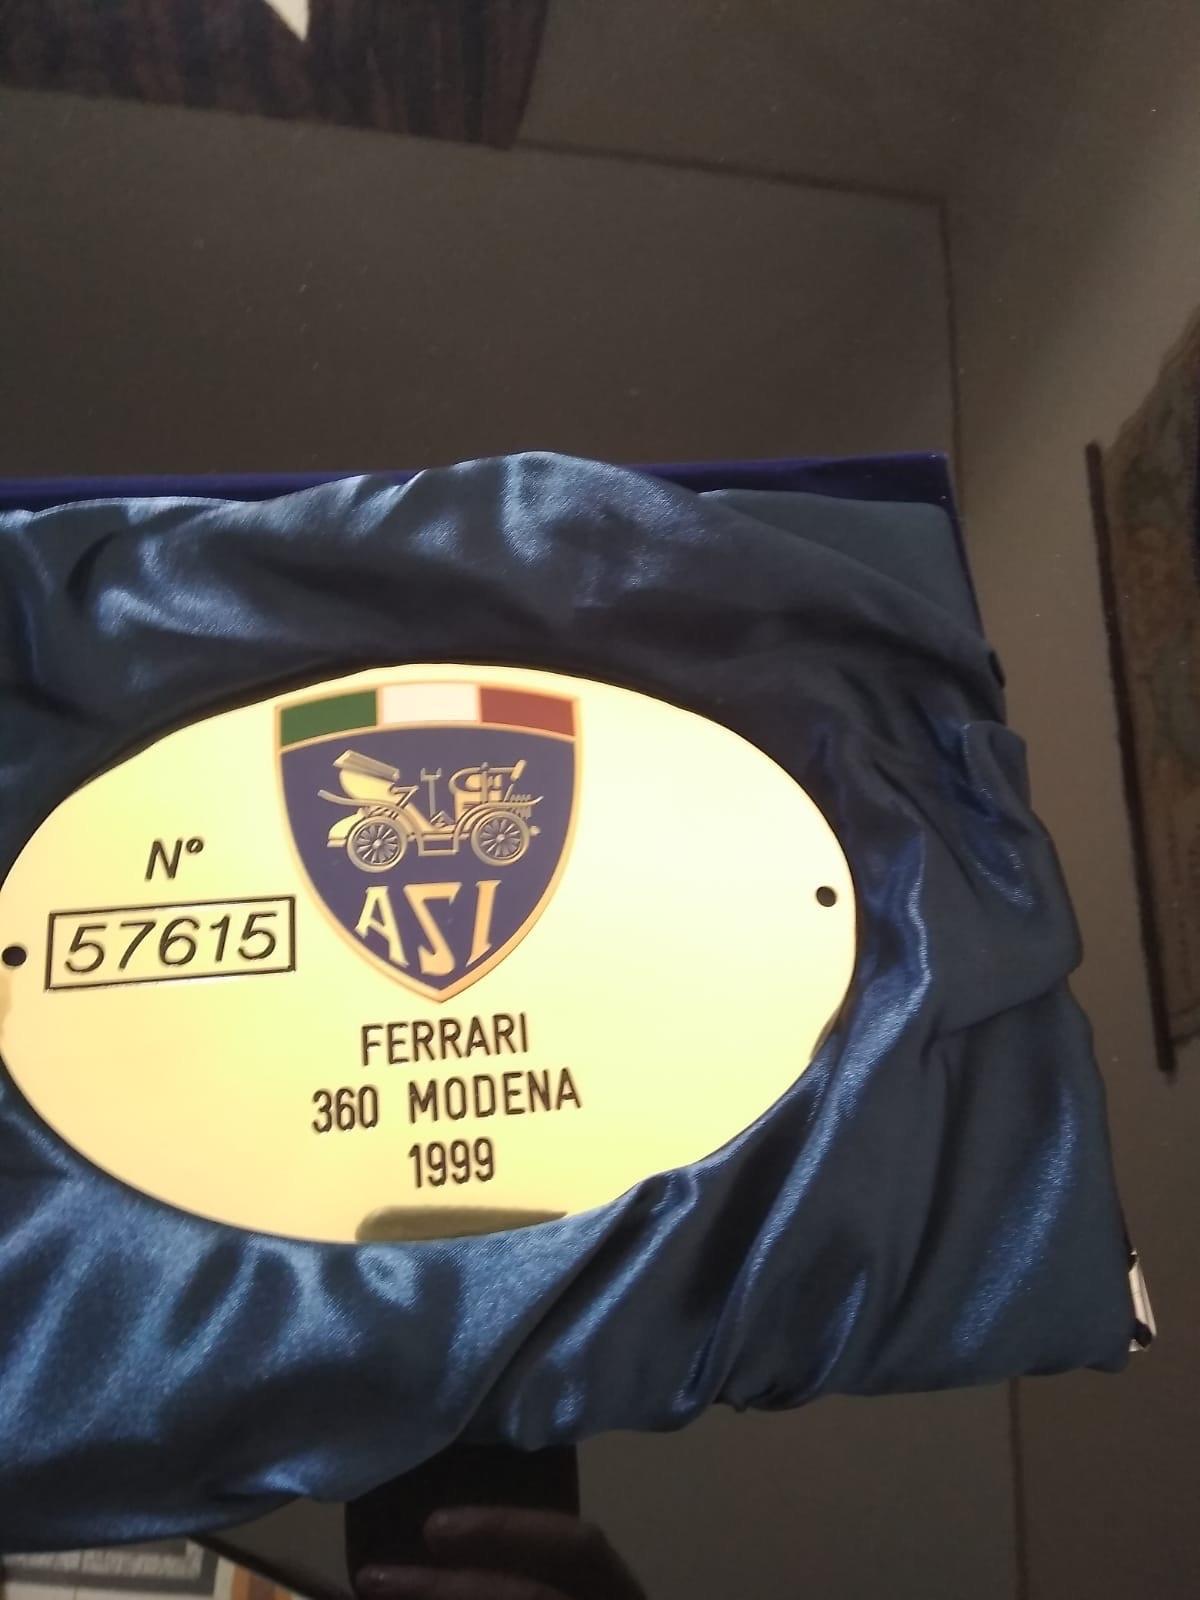 N°
57615
ASI
FERRARI
360 MODENA
1999